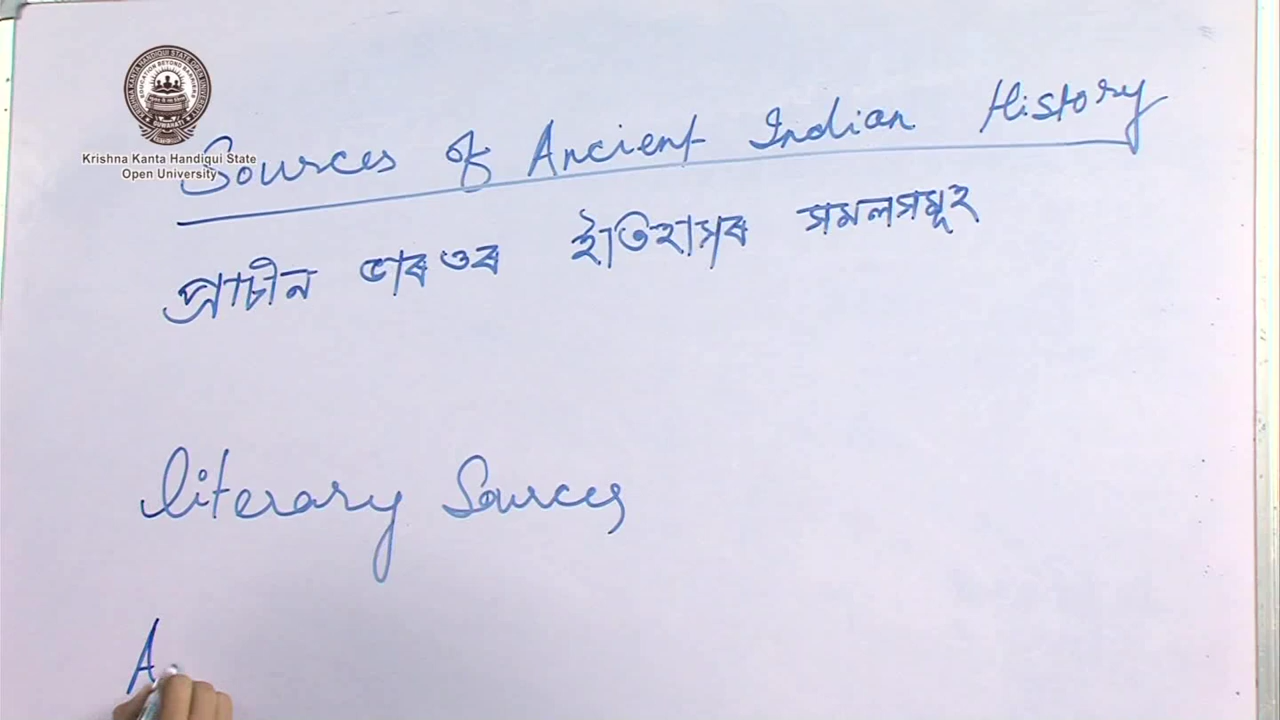 Krishna Kanta Handiqui State
Open University
Sources of Ancient Indian History
প্ৰাচীন ভাৰতৰ ইতিহাসৰ সমলসমূহ
Literary Sources
A